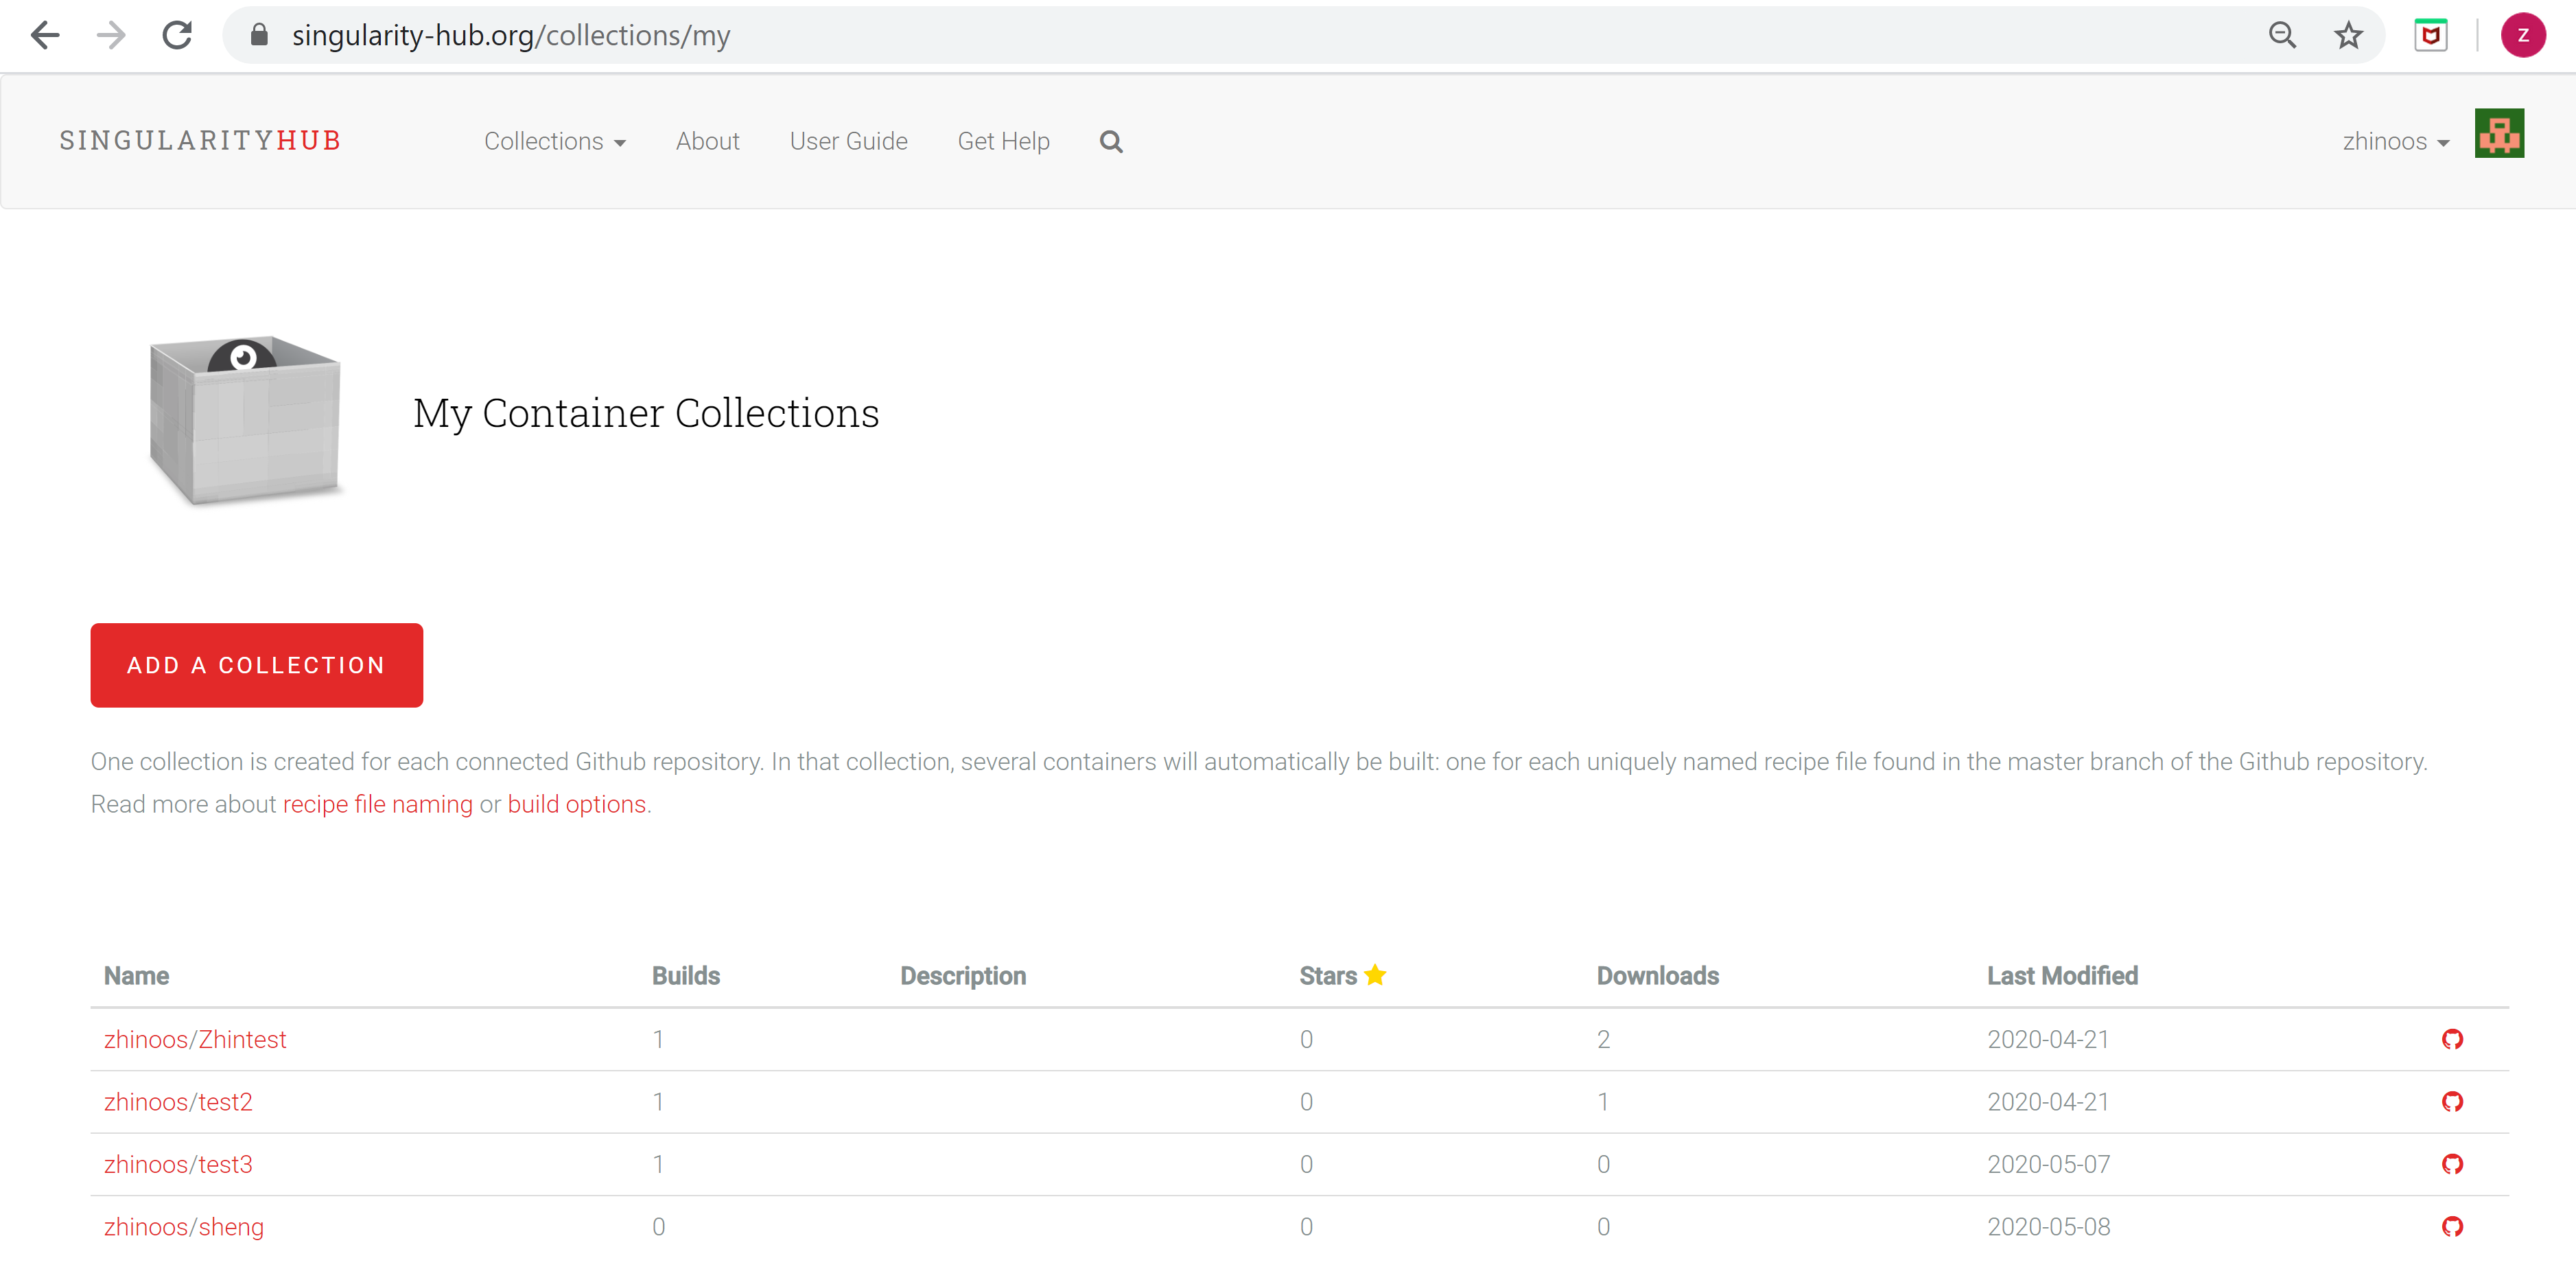 singularity-hub.org/collections/my
z
SINGULARITYHUB Collections About User Guide Get Help zhinoos
My Container Collections
ADD A COLLECTION
One collection is created for each connected Github repository. In that collection, several containers will automatically be built: one for each uniquely named recipe file found in the master branch of the Github repository.
Read more about recipe file naming or build options.
Name Builds Description Stars Downloads Last Modified
zhinoos/Zhintest 1 0 2 2020-04-21
zhinoos/test2 1 0 1 2020-04-21
zhinoos/test3 1 0 0 2020-05-07
zhinoos/sheng 0 0 0 2020-05-08